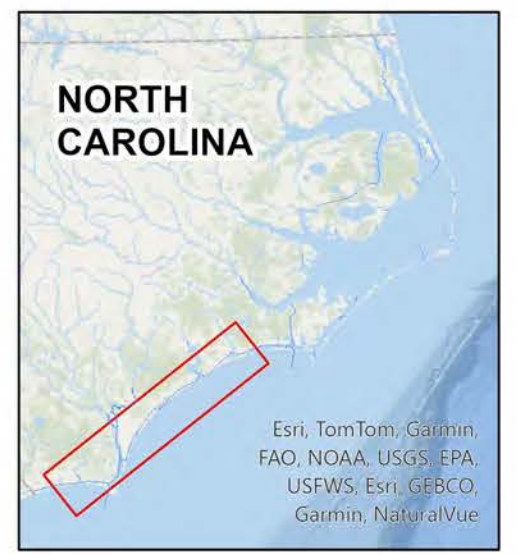 NORTH
CAROLINA
Esri, TomTom, Garmin,
FAO, NOAA, USGS, EPA,
USFWS, Esri, GEBCO,
Garmin, NaturalVue